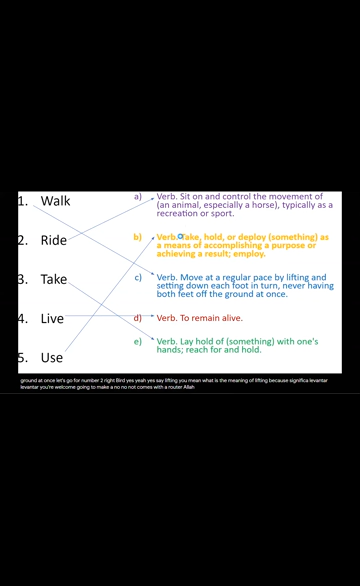 1. Walk
2. Ride
3. Take
4. Live
5. Use
a) Verb. Sit on and control the movement of
(an animal, especially a horse), typically as a
recreation or sport.
b) Verb. Take, hold, or deploy (something) as
a means of accomplishing a purpose or
achieving a result; employ.
c) Verb. Move at a regular pace by lifting and
setting down each foot in turn, never having
both feet off the ground at once.
d) Verb. To remain alive.
e) Verb. Lay hold of (something) with one's
hands; reach for and hold.
ground at once let's go for number 2 right Bird yes yeah yes say lifting you mean what is the meaning of lifting because significa levantar
levantar you're welcome going to make a no no not comes with a router Allah